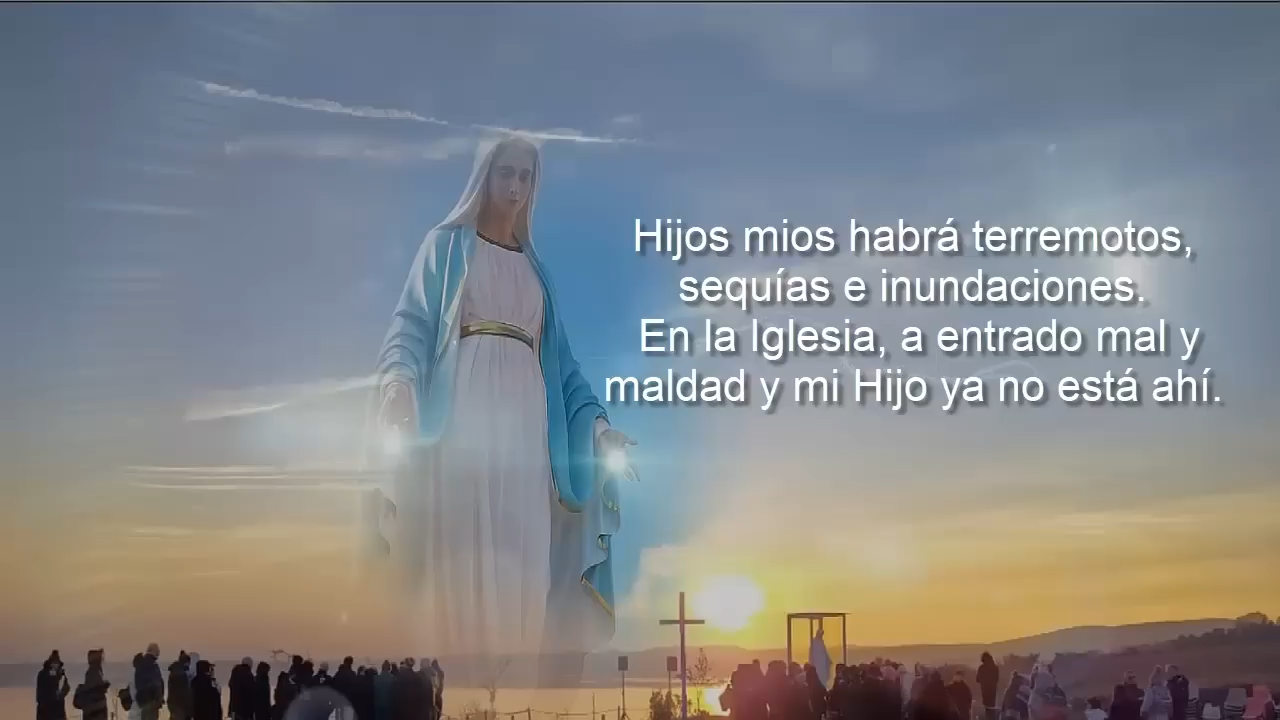 Hijos mios habrá terremotos,
sequías e inundaciones.
En la Iglesia, a entrado mal y
maldad y mi Hijo ya no está ahí.